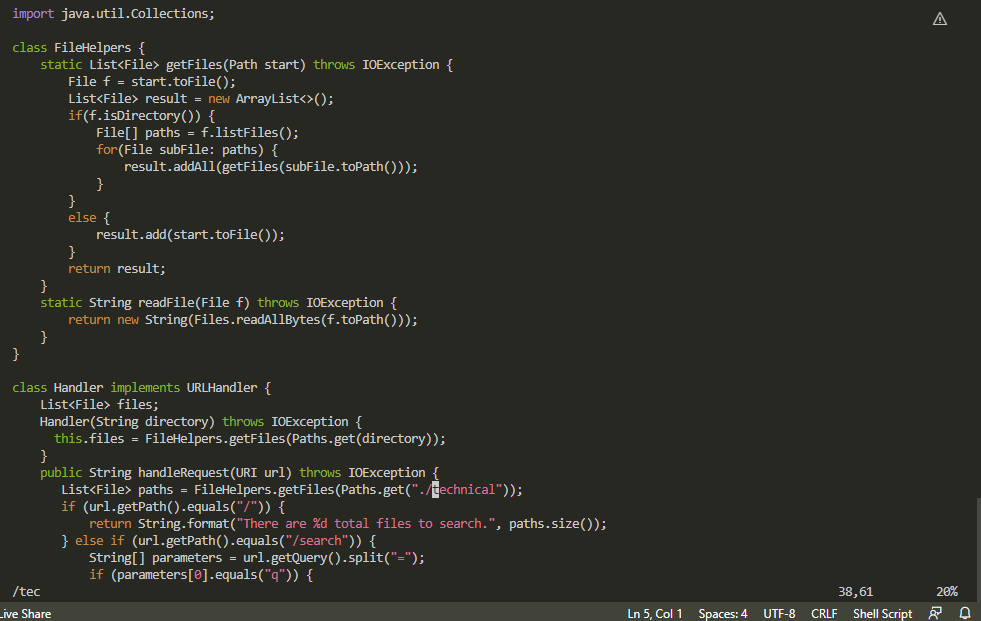 import java.util.Collections;
class FileHelpers {
    static List<File> getFiles(Path start) throws IOException {
        File f = start.toFile();
        List<File> result = new ArrayList<>();
        if(f.isDirectory()) {
            File[] paths = f.listFiles();
            for(File subFile: paths) {
                result.addAll(getFiles(subFile.toPath()));
            }
        }
        else {
            result.add(start.toFile());
        }
        return result;
    }
    static String readFile(File f) throws IOException {
        return new String(Files.readAllBytes(f.toPath()));
    }
}
class Handler implements URLHandler {
    List<File> files;
    Handler(String directory) throws IOException {
      this.files = FileHelpers.getFiles(Paths.get(directory));
    }
    public String handleRequest(URI url) throws IOException {
       List<File> paths = FileHelpers.getFiles(Paths.get("./technical"));
       if (url.getPath().equals("/")) {
           return String.format("There are %d total files to search.", paths.size());
       } else if (url.getPath().equals("/search")) {
           String[] parameters = url.getQuery().split("=");
           if (parameters[0].equals("q")) {
/tec 38,61 20%
Live Share Ln 5, Col 1 Spaces: 4 UTF-8 CRLF Shell Script